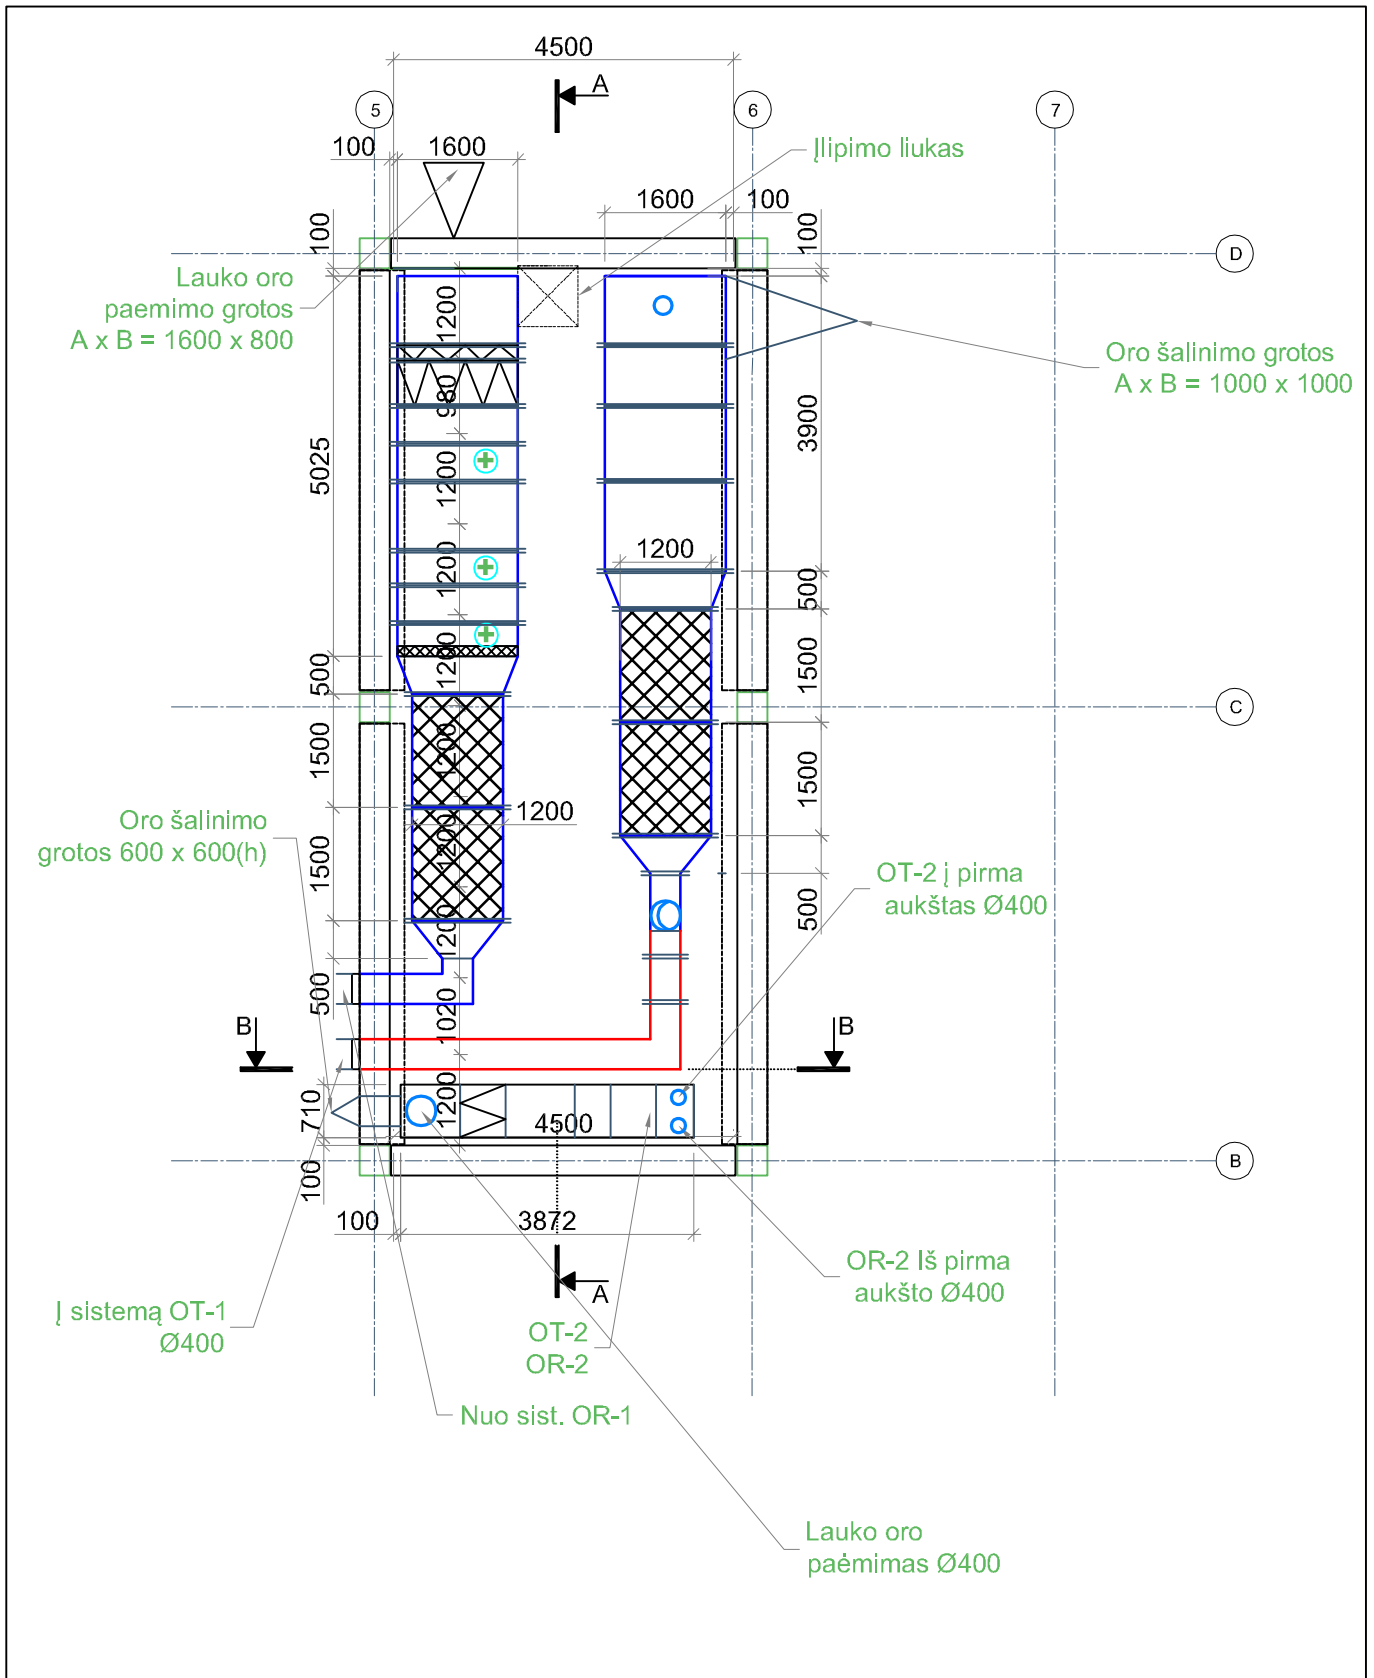 4500
A
5
6
7
100
1600
Įlipimo liukas
1600
100
100
100
D
Lauko oro
paemimo grotos
A x B = 1600 x 800
1200
Oro šalinimo grotos
A x B = 1000 x 1000
980
3900
5025
1200
1200
1200
500
1200
500
1500
C
1500
1200
1500
1200
Oro šalinimo
grotos 600 x 600(h)
1500
1200
OT-2 į pirma
aukštas Ø400
500
1200
500
1020
B
B
710
1200
4500
B
100
100
3872
OR-2 Iš pirma
aukšto Ø400
A
Į sistemą OT-1
Ø400
OT-2
OR-2
Nuo sist. OR-1
Lauko oro
paėmimas Ø400